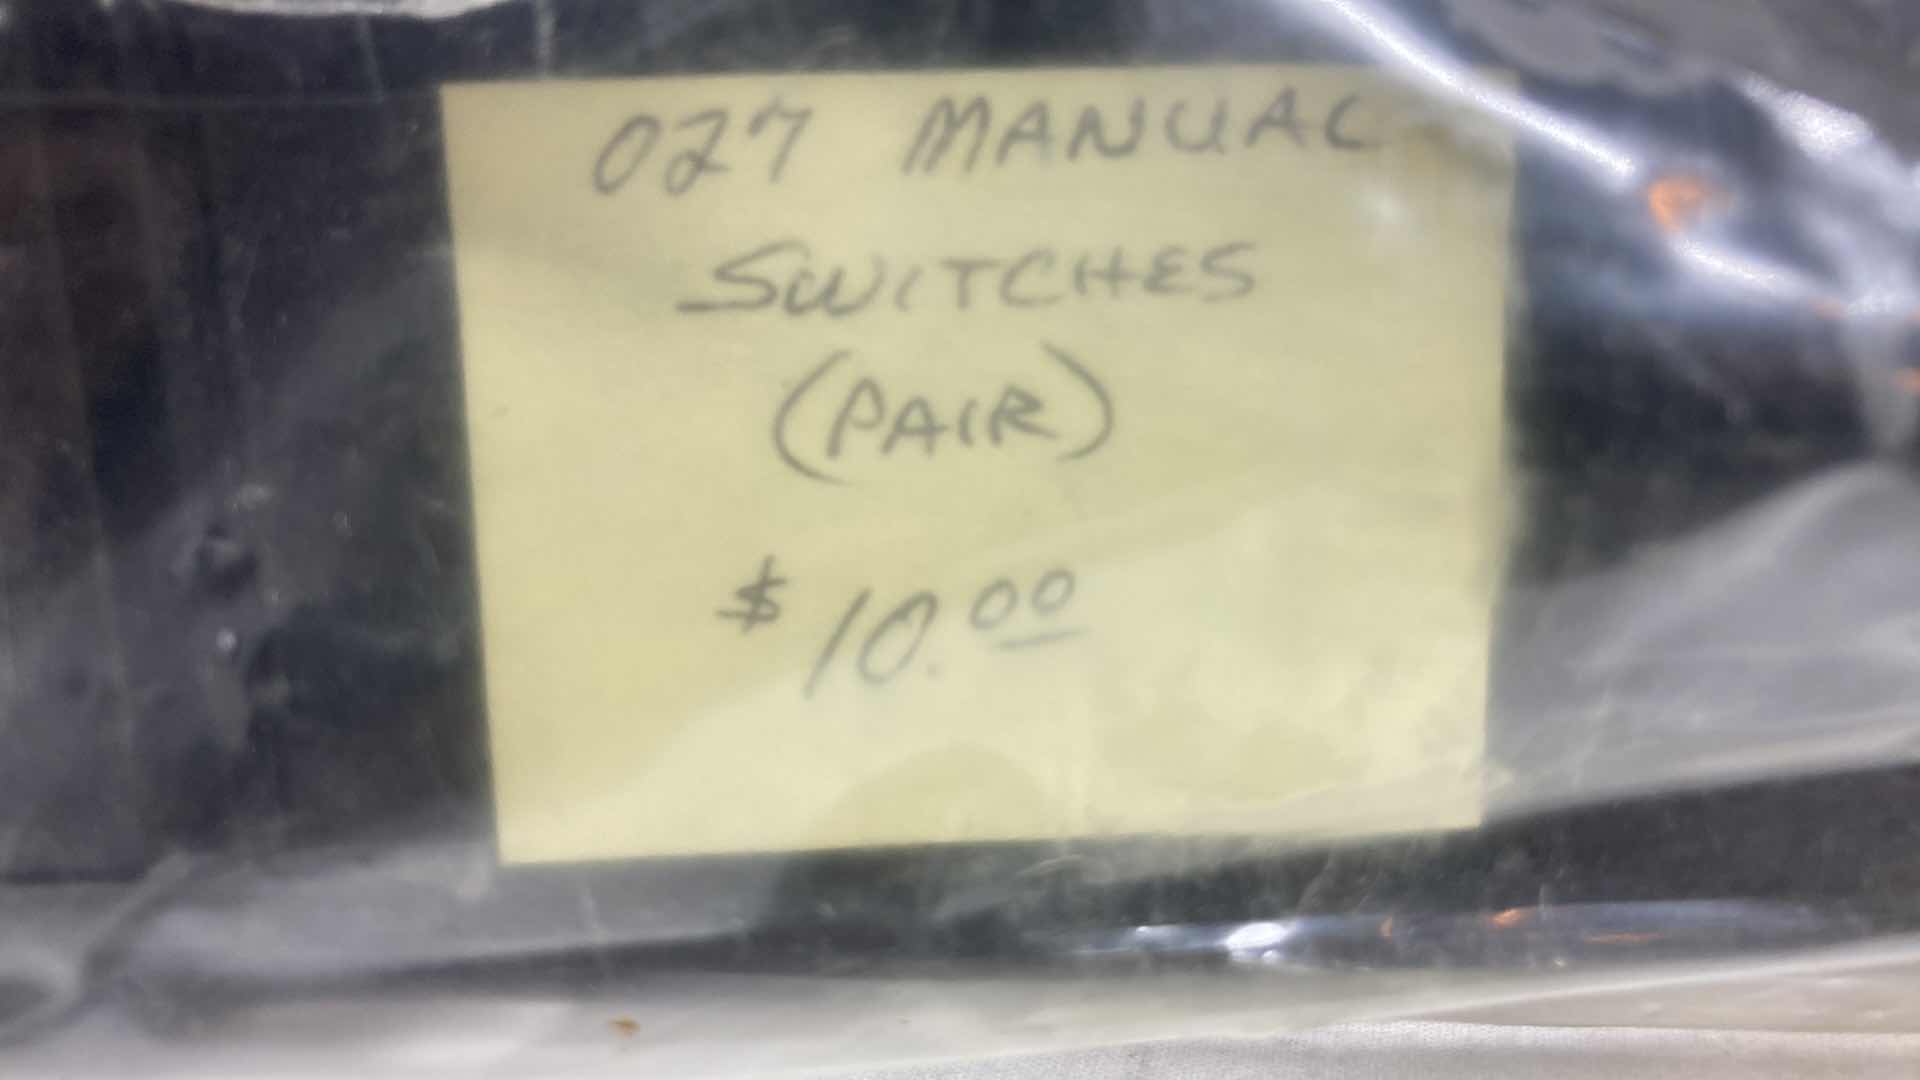 027 MANUAL
SWITCHES
(PAIR)
$10.00